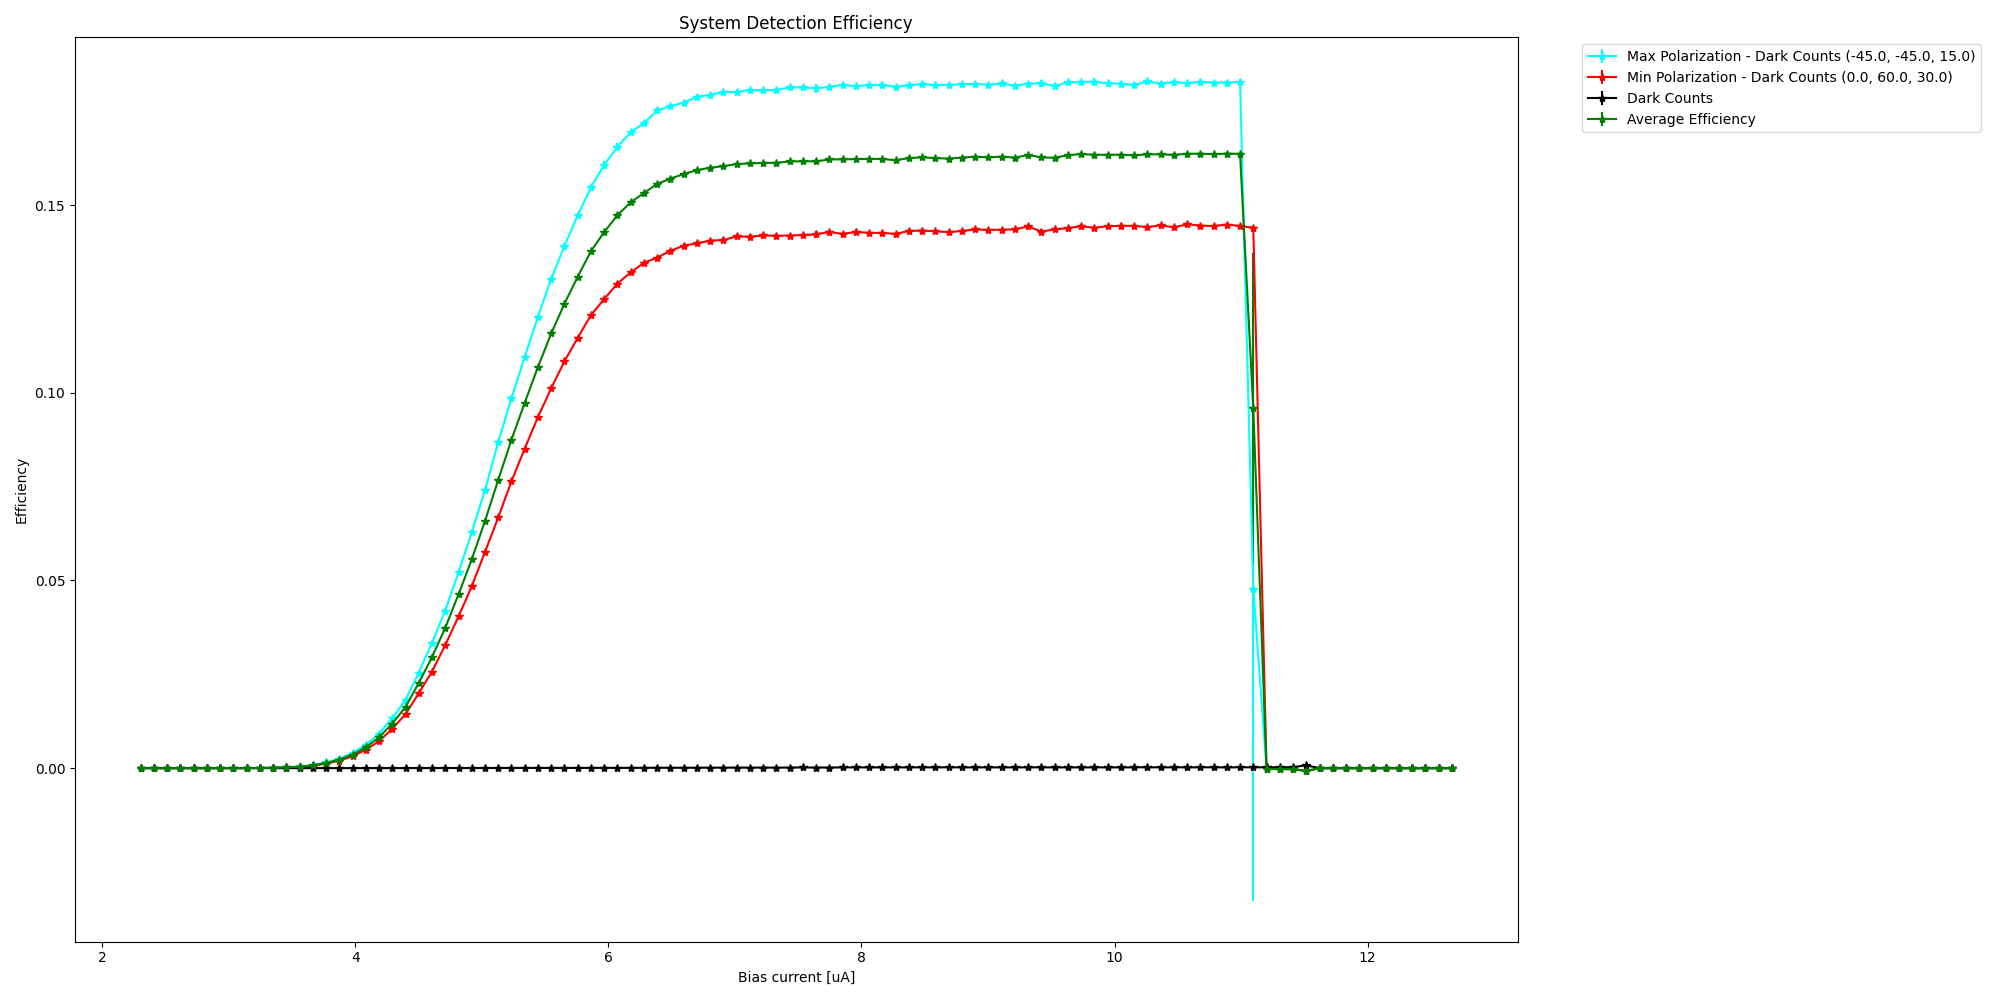 System Detection Efficiency
Max Polarization - Dark Counts (-45.0, -45.0, 15.0)
Min Polarization - Dark Counts (0.0, 60.0, 30.0)
Dark Counts
Average Efficiency
Efficiency
0.15
0.10
0.05
0.00
2 4 6 8 10 12
Bias current [uA]